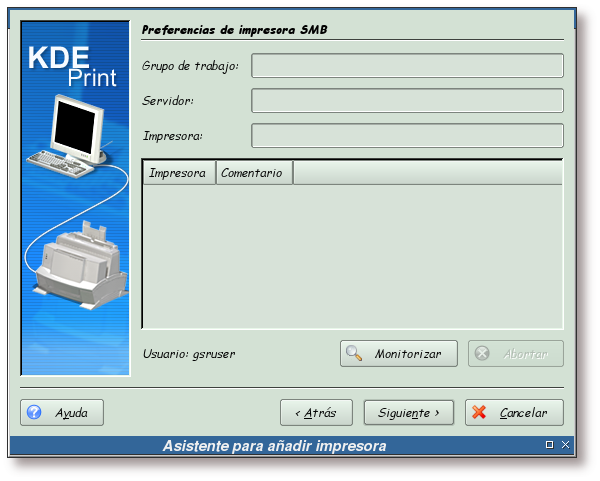 Preferencias de impresora SMB
KDE
Print
Grupo de trabajo:
Servidor:
Impresora:
Impresora Comentario
Usuario: gsruser
Monitorizar
Abortar
Ayuda
< Atrás
Siguiente >
Cancelar
Asistente para añadir impresora